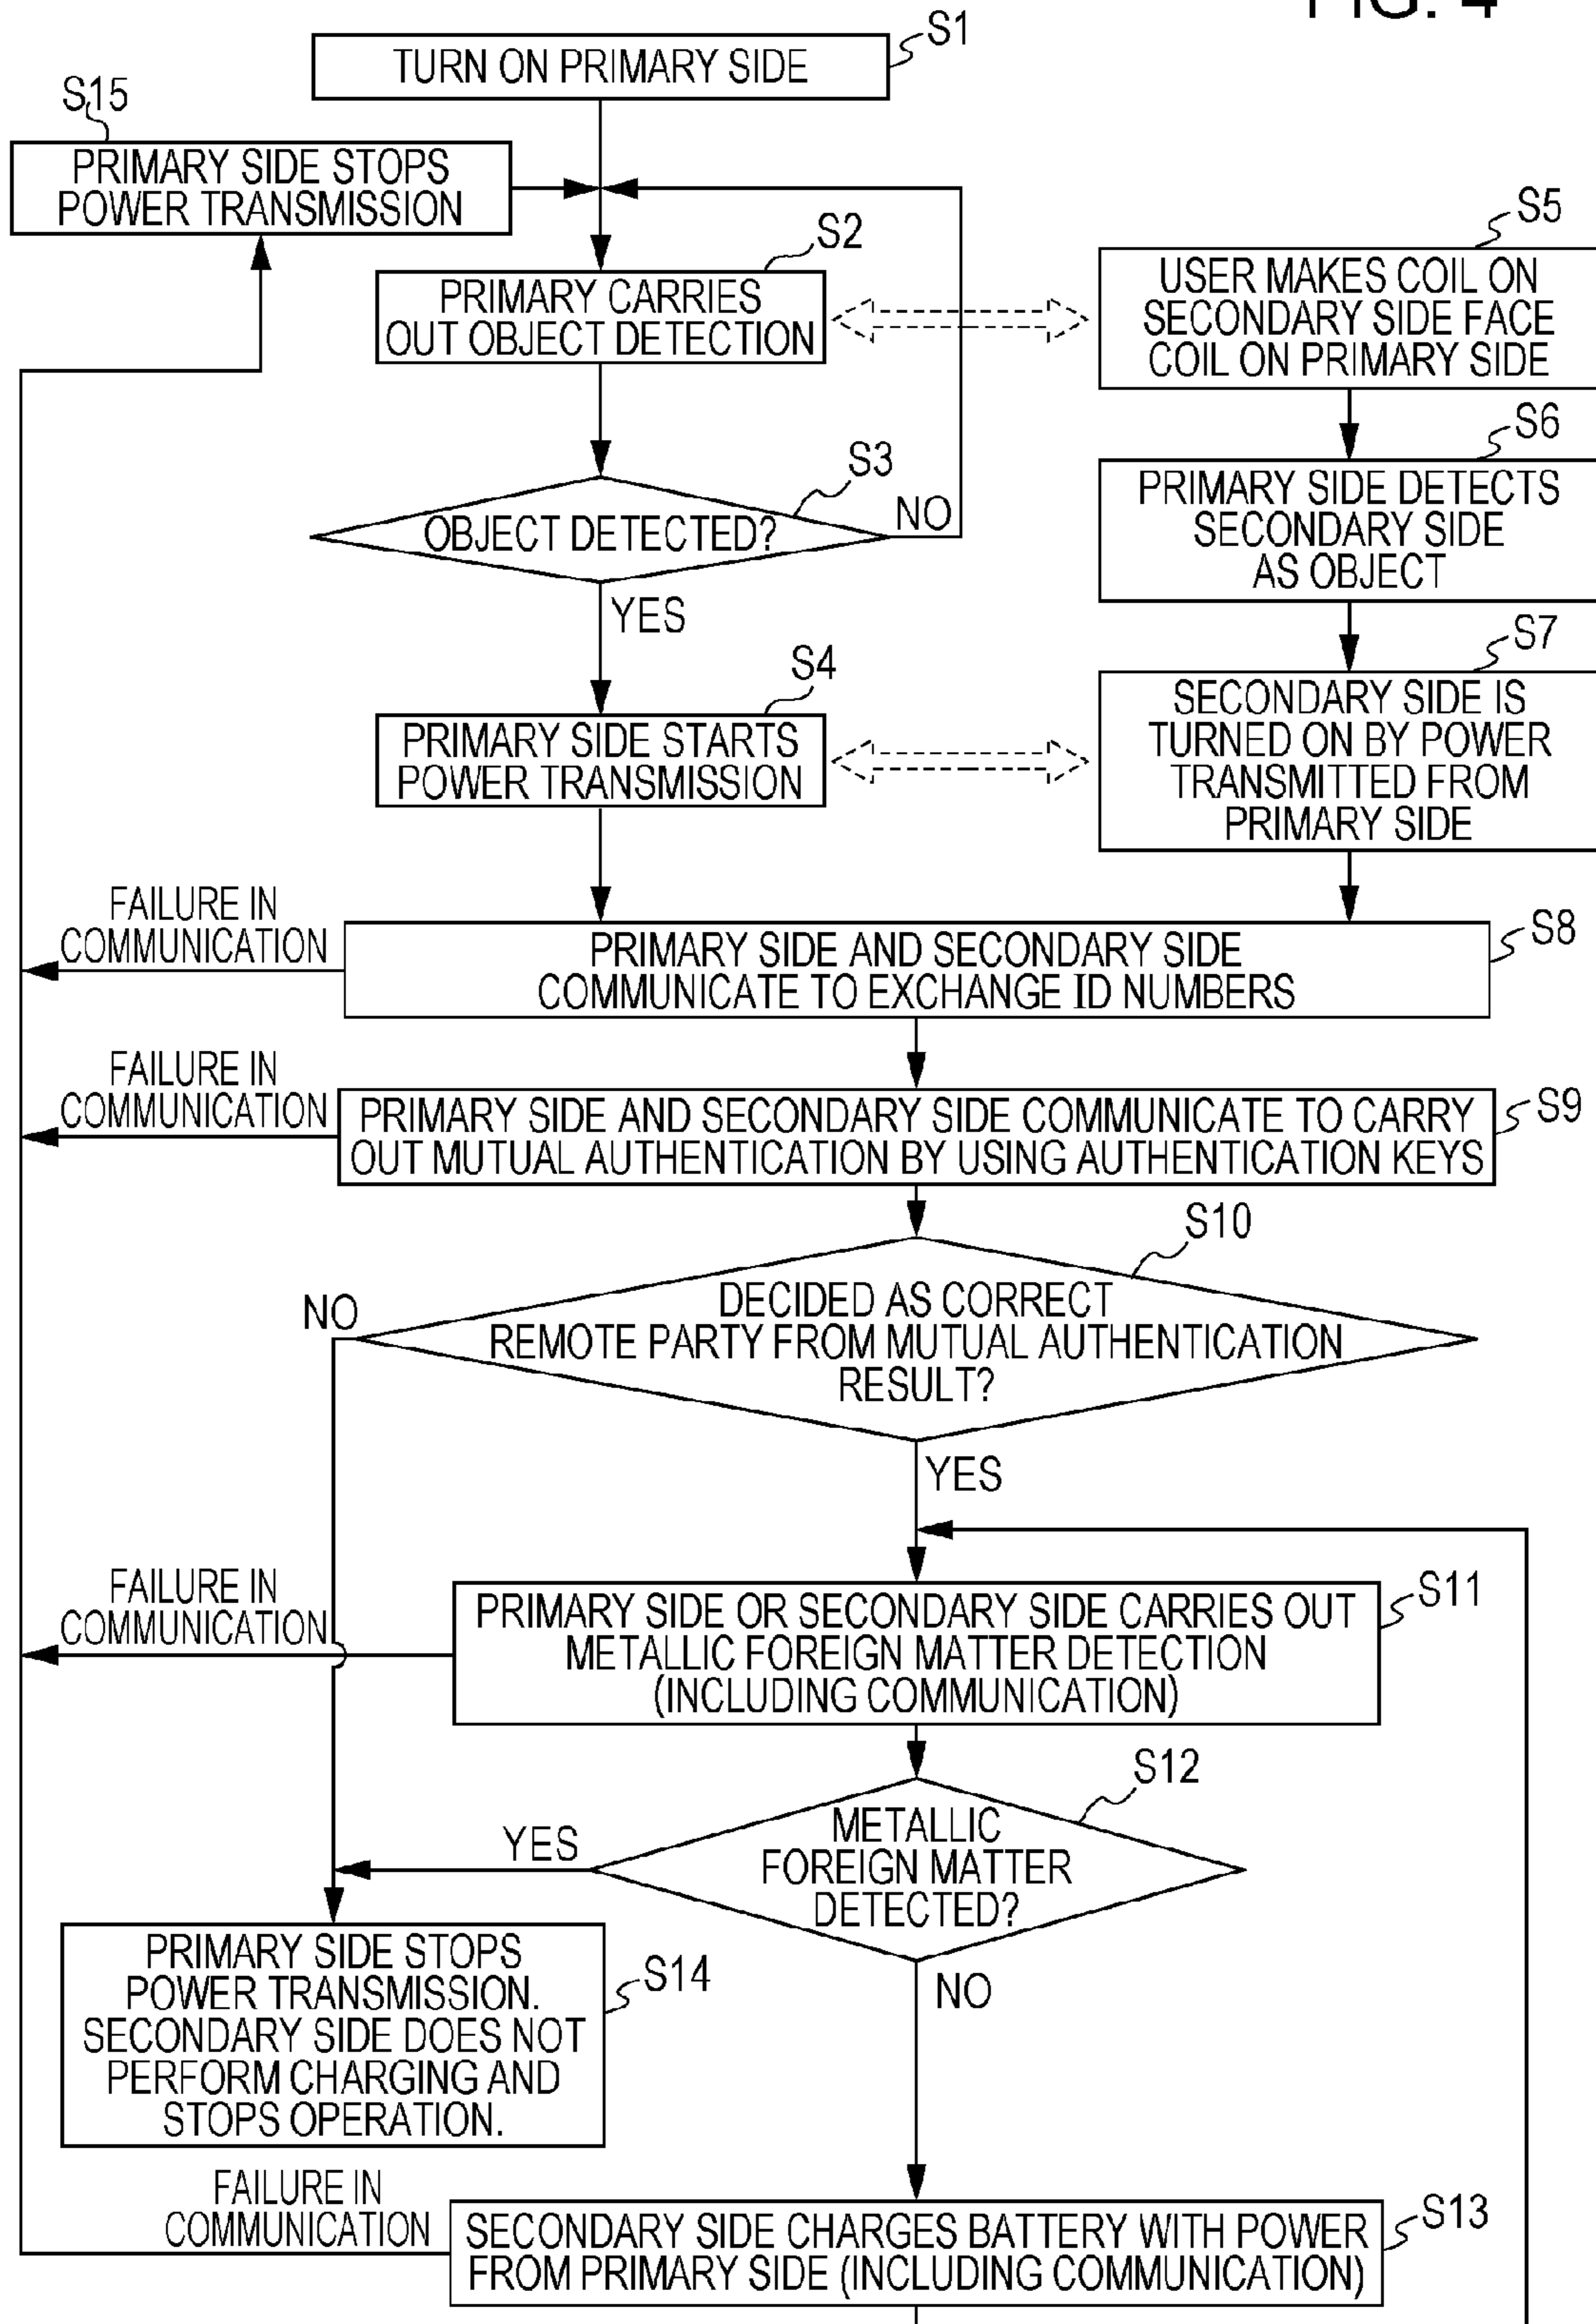 FIG. 4
S1
TURN ON PRIMARY SIDE
S15
PRIMARY SIDE STOPS
POWER TRANSMISSION
S2
PRIMARY CARRIES
OUT OBJECT DETECTION
S5
USER MAKES COIL ON
SECONDARY SIDE FACE
COIL ON PRIMARY SIDE
S3
OBJECT DETECTED?
NO
YES
S6
PRIMARY SIDE DETECTS
SECONDARY SIDE
AS OBJECT
S4
PRIMARY SIDE STARTS
POWER TRANSMISSION
S7
SECONDARY SIDE IS
TURNED ON BY POWER
TRANSMITTED FROM
PRIMARY SIDE
FAILURE IN
COMMUNICATION
S8
PRIMARY SIDE AND SECONDARY SIDE
COMMUNICATE TO EXCHANGE ID NUMBERS
FAILURE IN
COMMUNICATION
S9
PRIMARY SIDE AND SECONDARY SIDE COMMUNICATE TO CARRY
OUT MUTUAL AUTHENTICATION BY USING AUTHENTICATION KEYS
S10
NO
DECIDED AS CORRECT
REMOTE PARTY FROM MUTUAL AUTHENTICATION
RESULT?
YES
FAILURE IN
COMMUNICATION
S11
PRIMARY SIDE OR SECONDARY SIDE CARRIES OUT
METALLIC FOREIGN MATTER DETECTION
(INCLUDING COMMUNICATION)
S12
YES
METALLIC
FOREIGN MATTER
DETECTED?
NO
PRIMARY SIDE STOPS
POWER TRANSMISSION.
SECONDARY SIDE DOES NOT
PERFORM CHARGING AND
STOPS OPERATION.
S14
FAILURE IN
COMMUNICATION
S13
SECONDARY SIDE CHARGES BATTERY WITH POWER
FROM PRIMARY SIDE (INCLUDING COMMUNICATION)